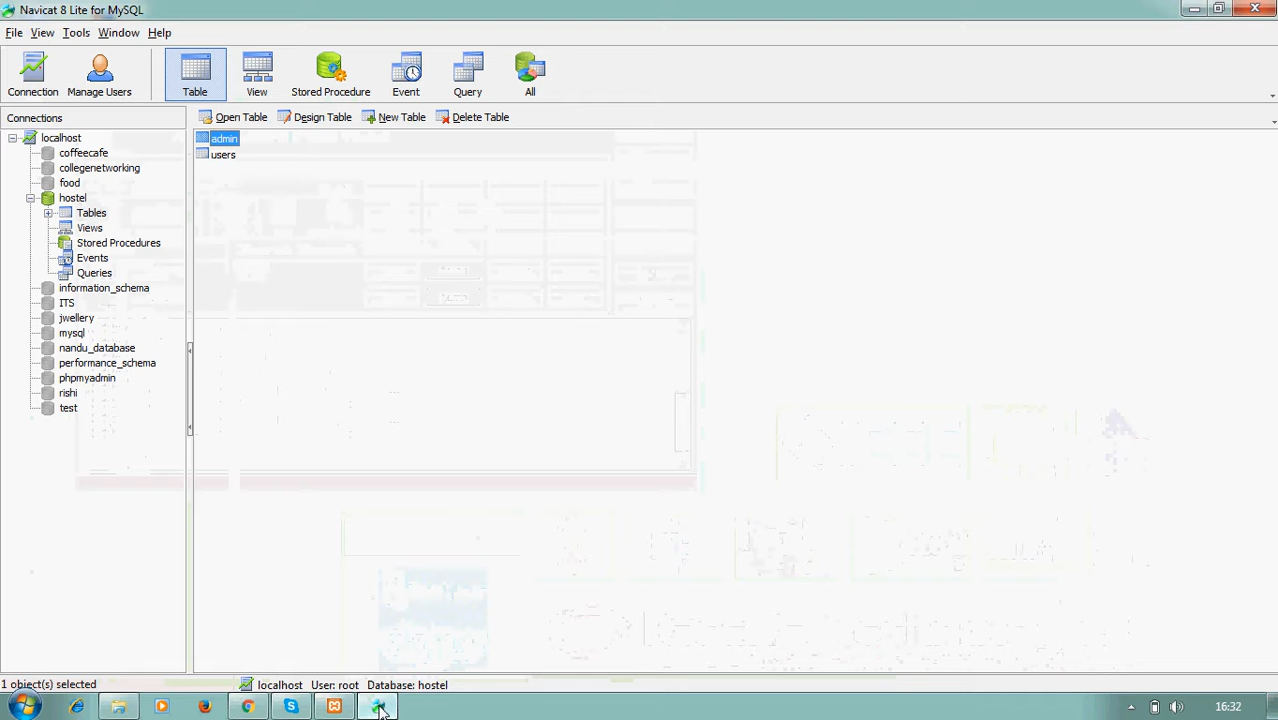 Navicat 8 Lite for MySQL
File View Tools Window Help
Connection Manage Users Table View Stored Procedure Event Query All
Connections
Open Table Design Table New Table Delete Table
localhost
coffeecafe
collegenetworking
food
hostel
Tables
Views
Stored Procedures
Events
Queries
information_schema
ITS
jwellery
mysql
nandu_database
performance_schema
phpmyadmin
rishi
test
admin
users
1 object(s) selected
localhost User: root Database: hostel
16:32